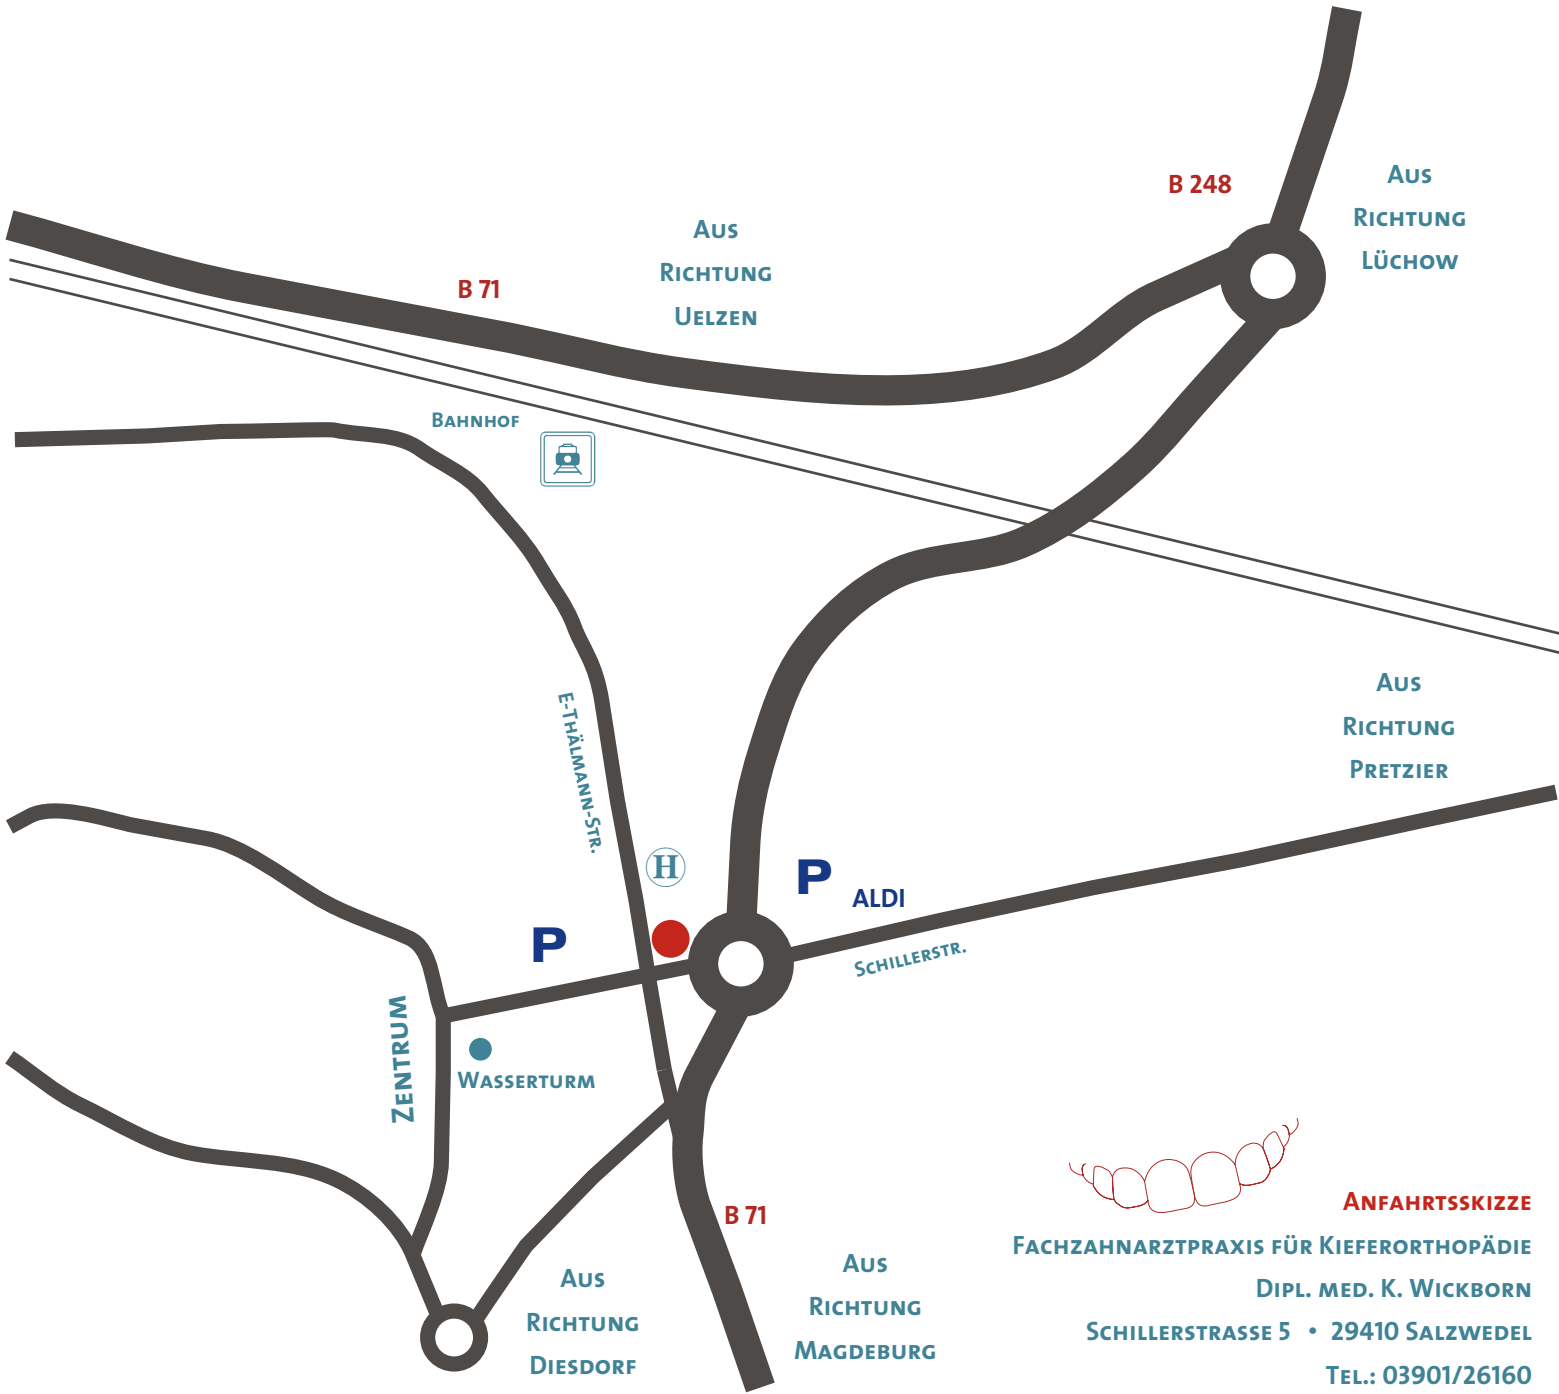 B 248
Aus
Richtung
Lüchow
Aus
Richtung
Uelzen
B 71
Bahnhof
E-Thälmann-Str.
Aus
Richtung
Pretzier
H
P
ALDI
P
Schillerstr.
Zentrum
Wasserturm
B 71
Aus
Richtung
Diesdorf
Aus
Richtung
Magdeburg
Anfahrtsskizze
Fachzahnarztpraxis für Kieferorthopädie
Dipl. med. K. Wickborn
Schillerstrasse 5 • 29410 Salzwedel
Tel.: 03901/26160